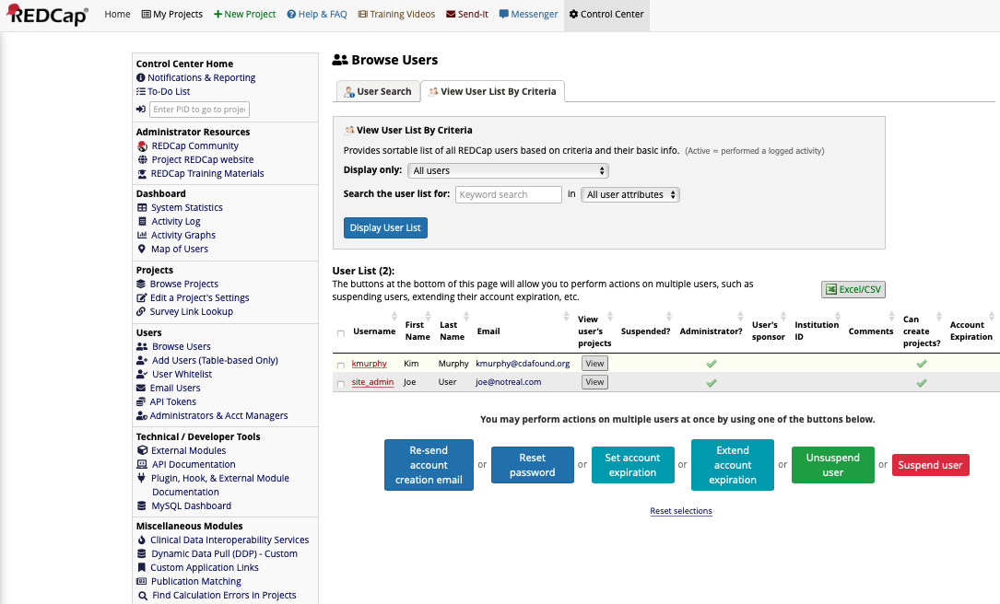 REDCap®
Home My Projects New Project Help & FAQ Training Videos Send-It Messenger Control Center
Control Center Home
Notifications & Reporting
To-Do List
Enter PID to go to projec
Administrator Resources
REDCap Community
Project REDCap website
REDCap Training Materials
Dashboard
System Statistics
Activity Log
Activity Graphs
Map of Users
Projects
Browse Projects
Edit a Project's Settings
Survey Link Lookup
Users
Browse Users
Add Users (Table-based Only)
User Whitelist
Email Users
API Tokens
Administrators & Acct Managers
Technical / Developer Tools
External Modules
API Documentation
Plugin, Hook, & External Module
Documentation
MySQL Dashboard
Miscellaneous Modules
Clinical Data Interoperability Services
Dynamic Data Pull (DDP) - Custom
Custom Application Links
Publication Matching
Find Calculation Errors in Projects
Browse Users
User Search View User List By Criteria
View User List By Criteria
Provides sortable list of all REDCap users based on criteria and their basic info. (Active = performed a logged activity)
Display only: All users
Search the user list for: Keyword search in All user attributes
Display User List
User List (2):
The buttons at the bottom of this page will allow you to perform actions on multiple users, such as
suspending users, extending their account expiration, etc.
Excel/CSV
Username First Name Last Name Email View user's projects Suspended? Administrator? User's sponsor Institution ID Comments Can create projects? Account Expiration
kmurphy Kim Murphy kmurphy@cdafound.org View
site_admin Joe User joe@notreal.com View
You may perform actions on multiple users at once by using one of the buttons below.
Re-send account creation email or Reset password or Set account expiration or Extend account expiration or Unsuspend user or Suspend user
Reset selections